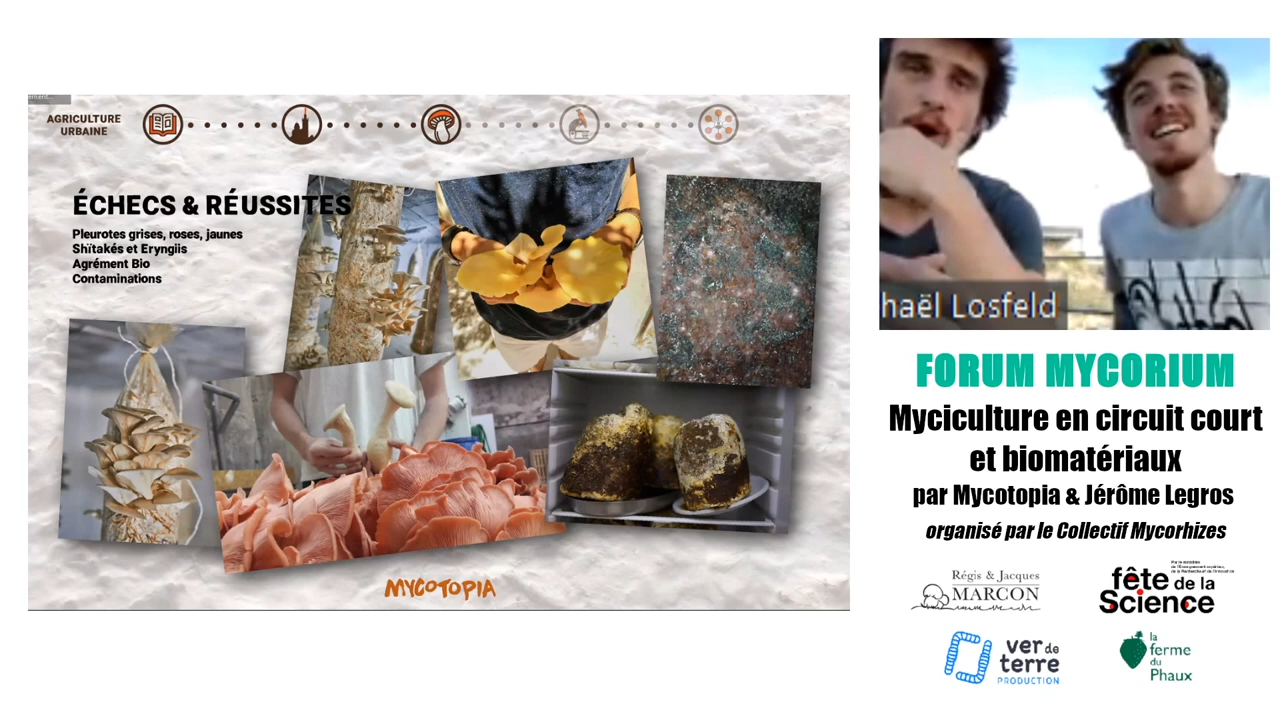 AGRICULTURE
URBAINE
ÉCHECS & RÉUSSITES
Pleurotes grises, roses, jaunes
Shïtakés et Eryngiis
Agrément Bio
Contaminations
MYCOTOPIA
haël Losfeld
FORUM MYCORIUM
Myciculture en circuit court
et biomatériaux
par Mycotopia & Jérôme Legros
organisé par le Collectif Mycorhizes
Régis & Jacques
MARCON
fête de la
Science
ver de
terre
PRODUCTION
la
ferme
du
Phaux